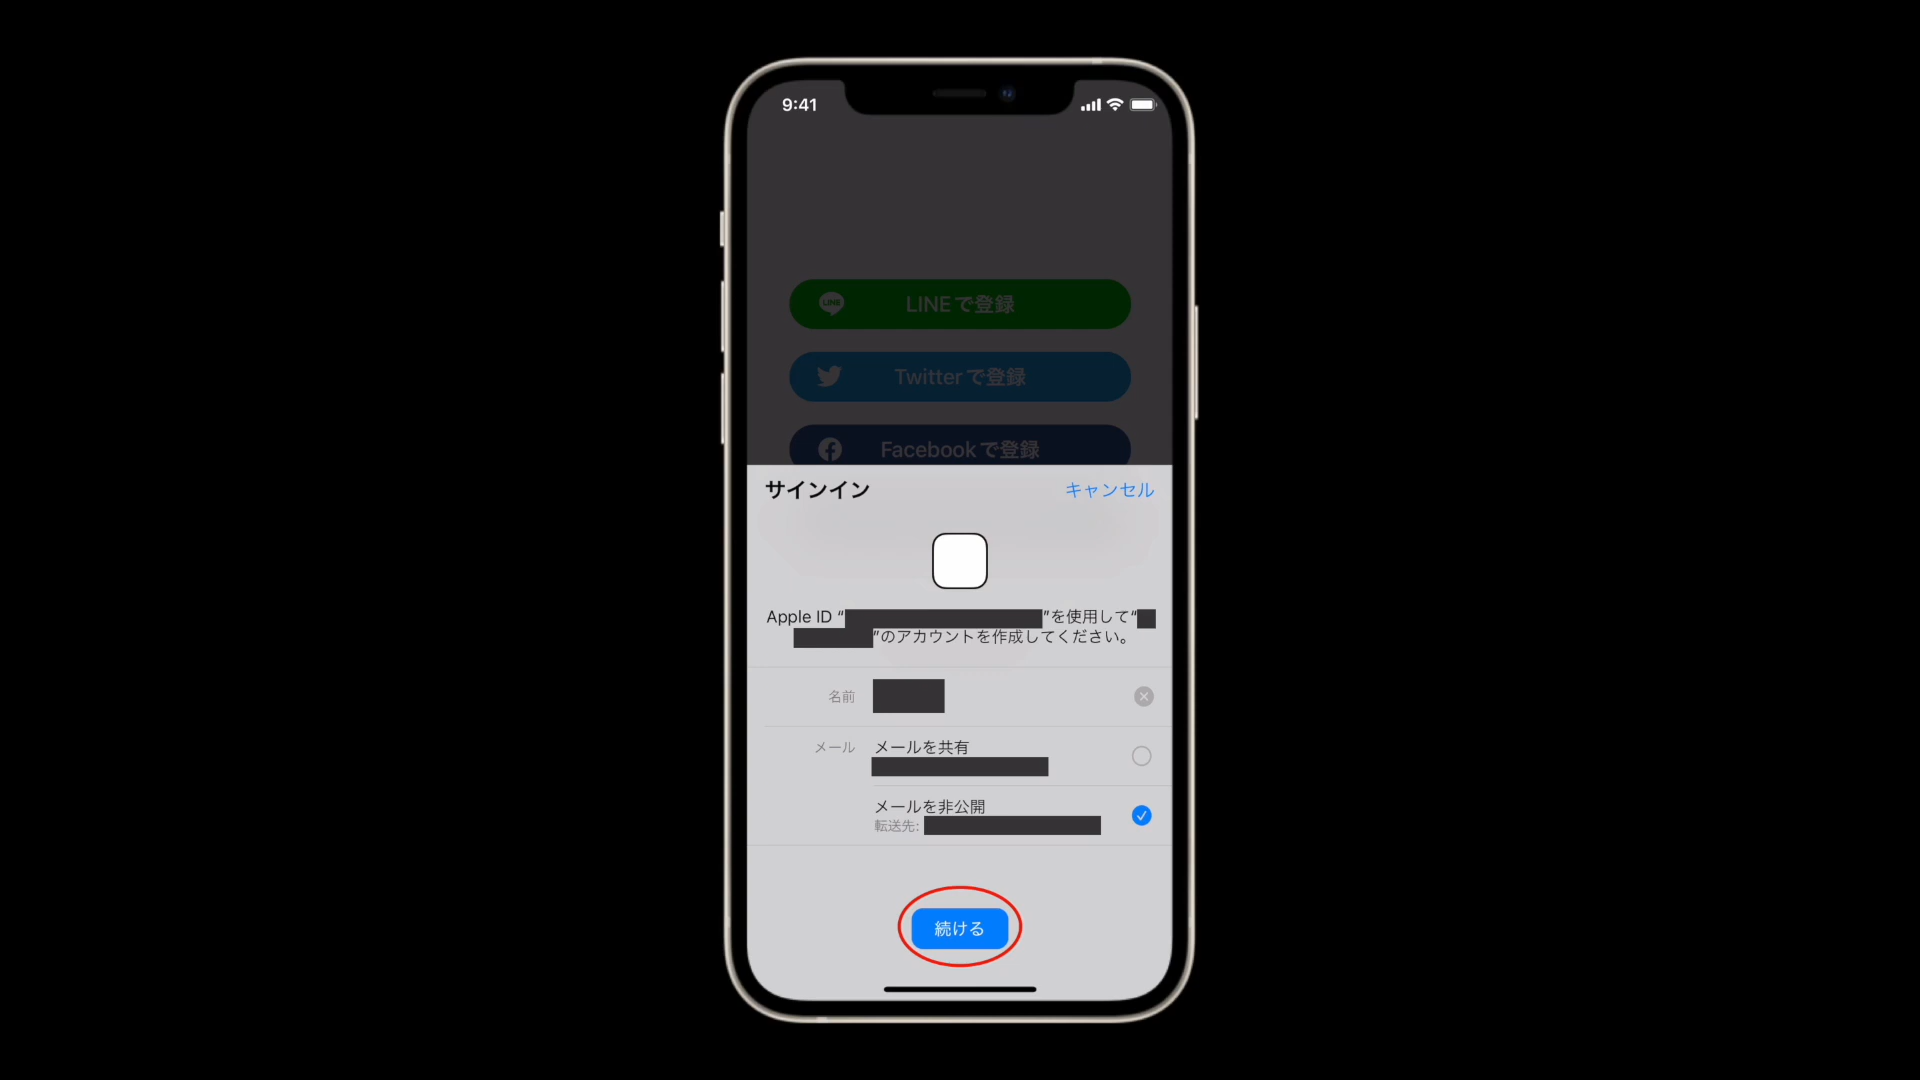 9:41
LINE
LINEで登録
Twitterで登録
Facebookで登録
サインイン
キャンセル
Apple ID “ ”を使用して“
”のアカウントを作成してください。
名前
メール
メールを共有
メールを非公開
転送先:
続ける